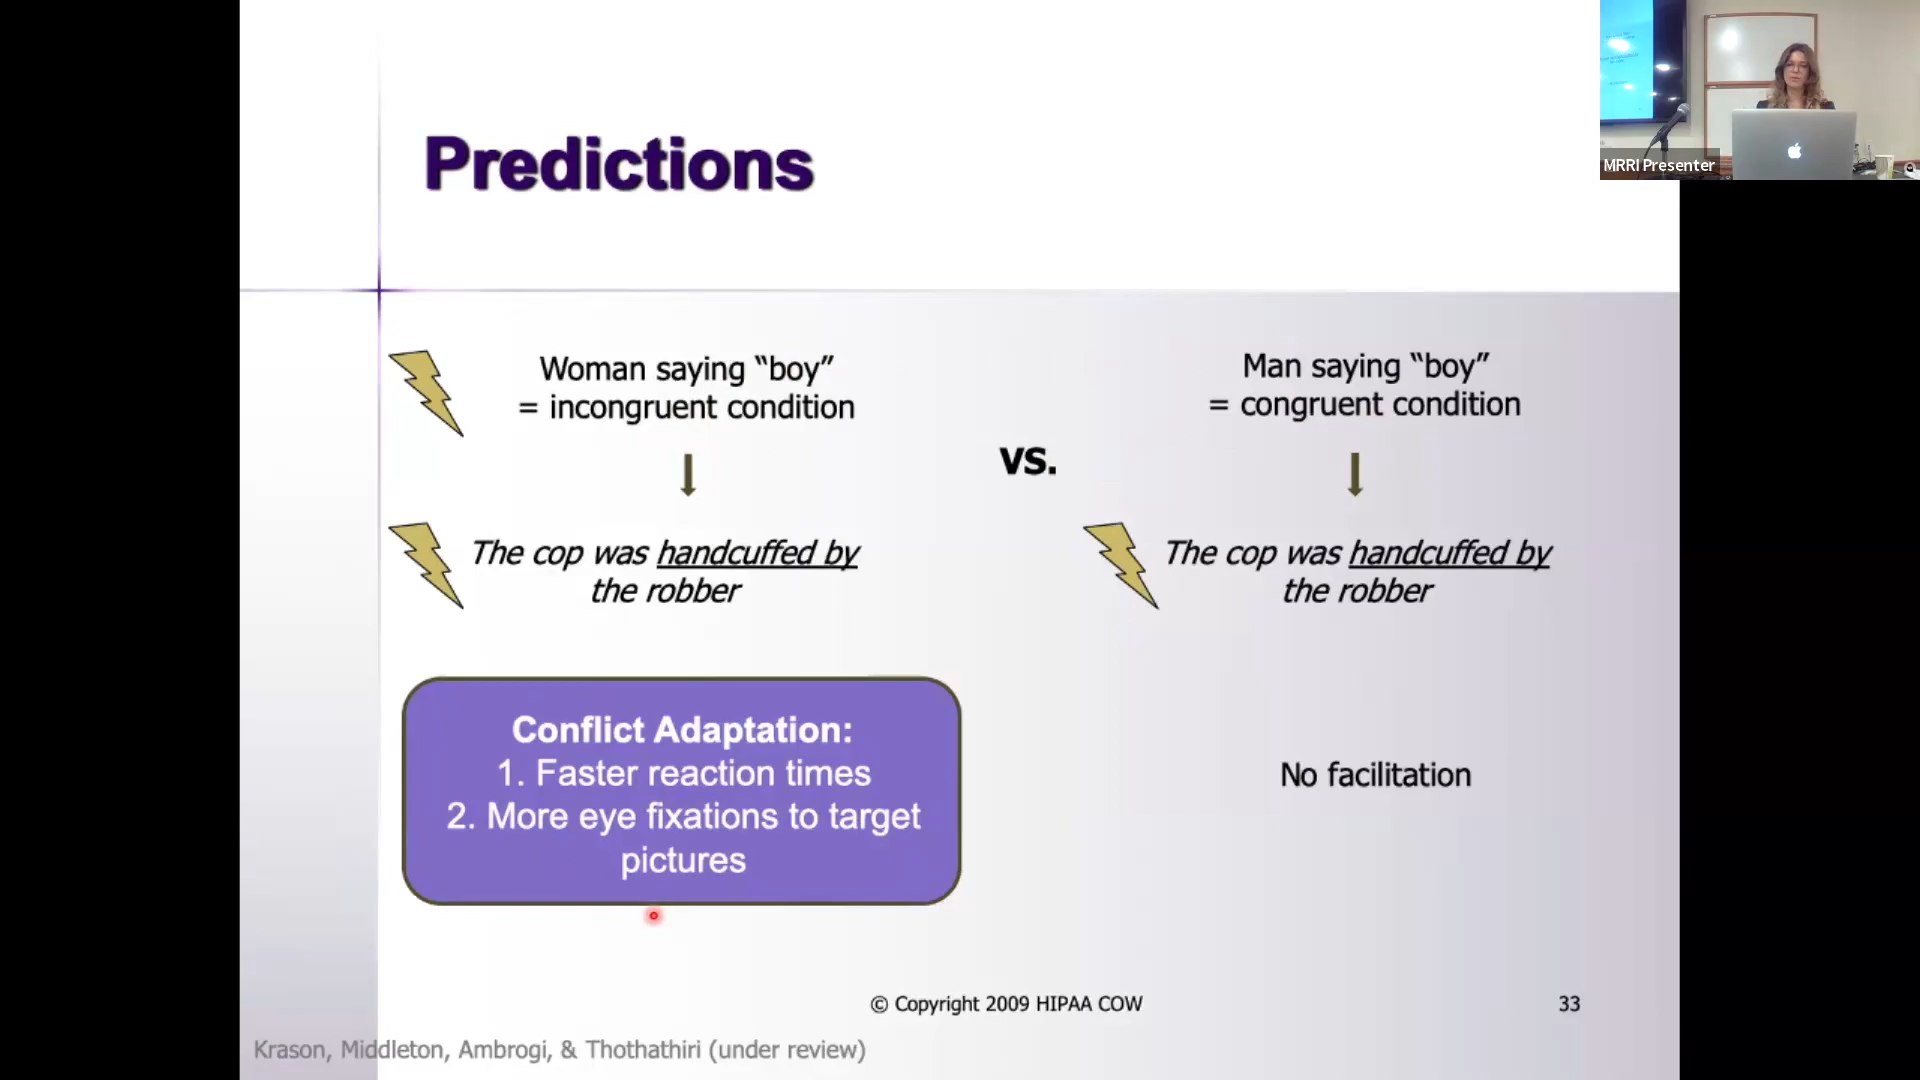 MRRI Presenter
Predictions
Woman saying “boy”
= incongruent condition
Man saying “boy”
= congruent condition
VS.
The cop was handcuffed by
the robber
The cop was handcuffed by
the robber
Conflict Adaptation:
1. Faster reaction times
2. More eye fixations to target
pictures
No facilitation
© Copyright 2009 HIPAA COW
33
Krason, Middleton, Ambrogi, & Thothathiri (under review)